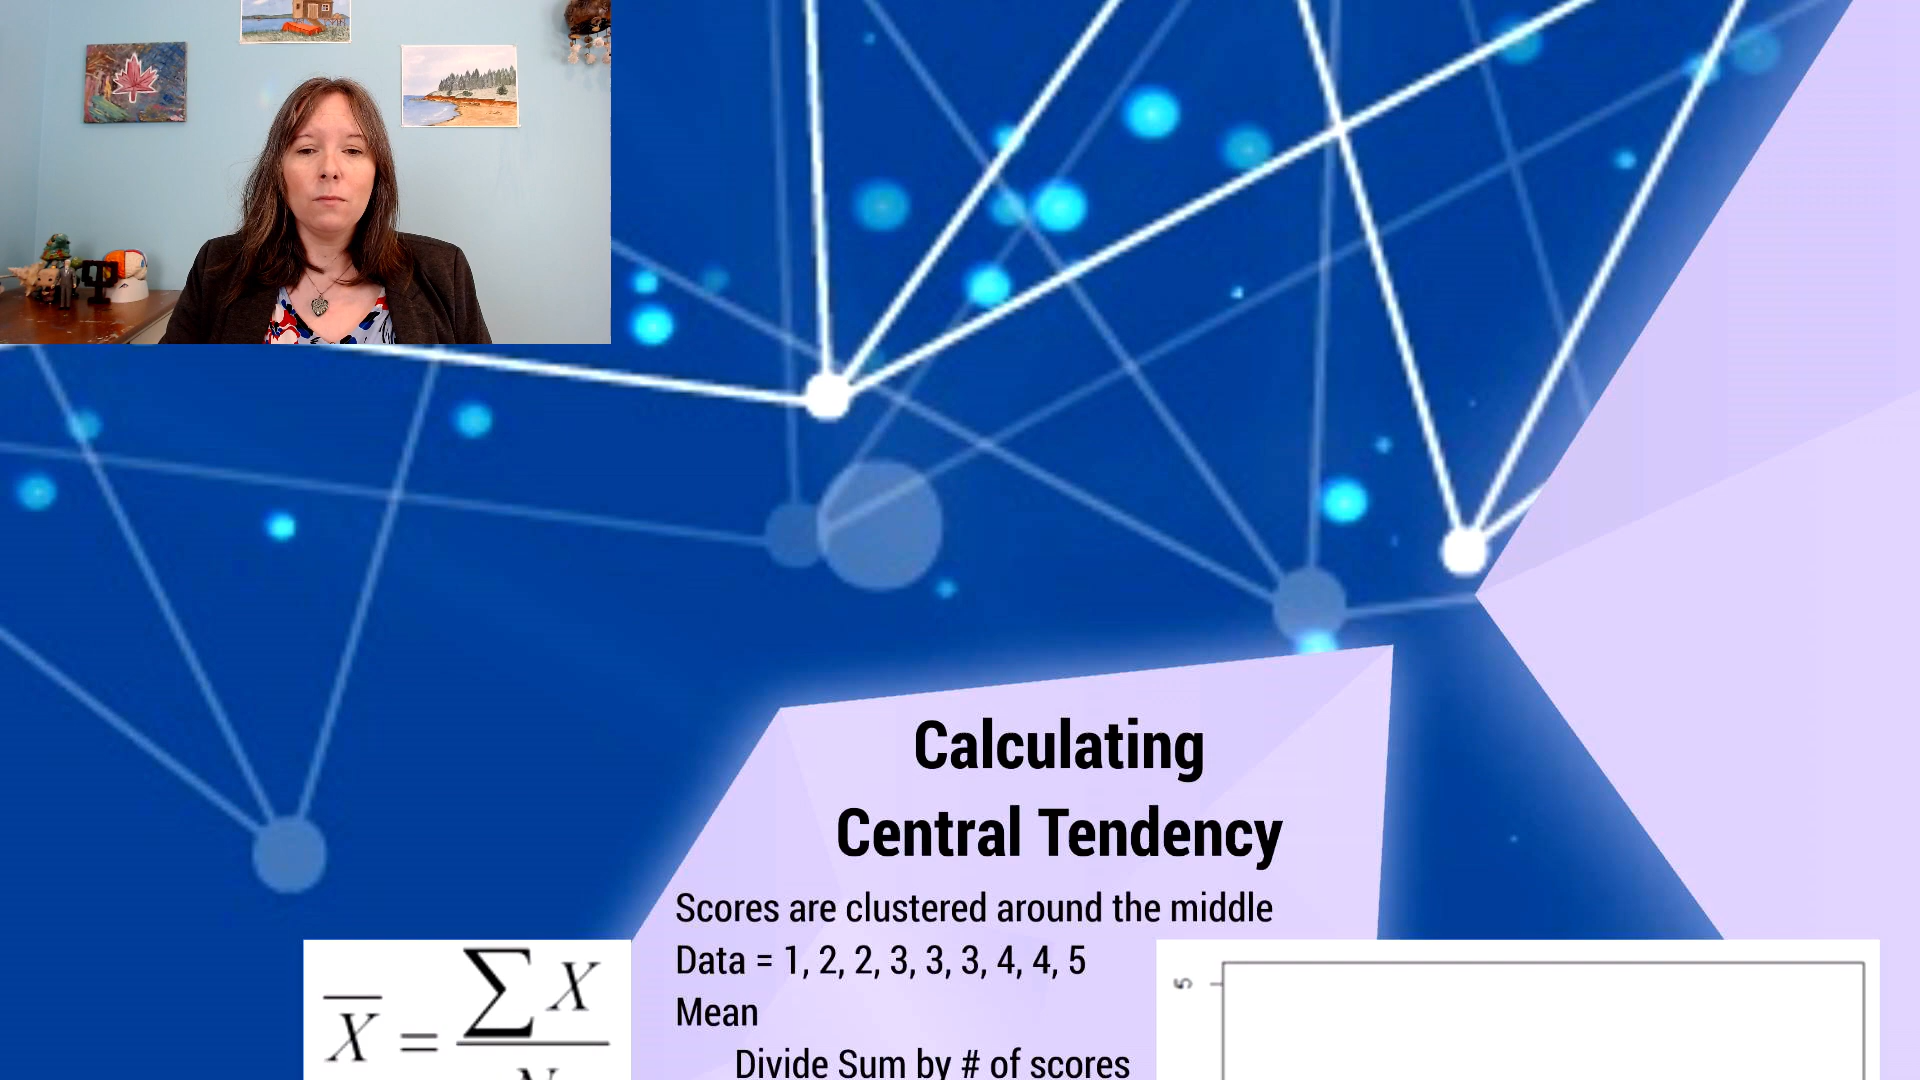 Calculating
Central Tendency
Scores are clustered around the middle
Data = 1, 2, 2, 3, 3, 3, 4, 4, 5
Mean
Divide Sum by # of scores
X = ∑ X
N
5